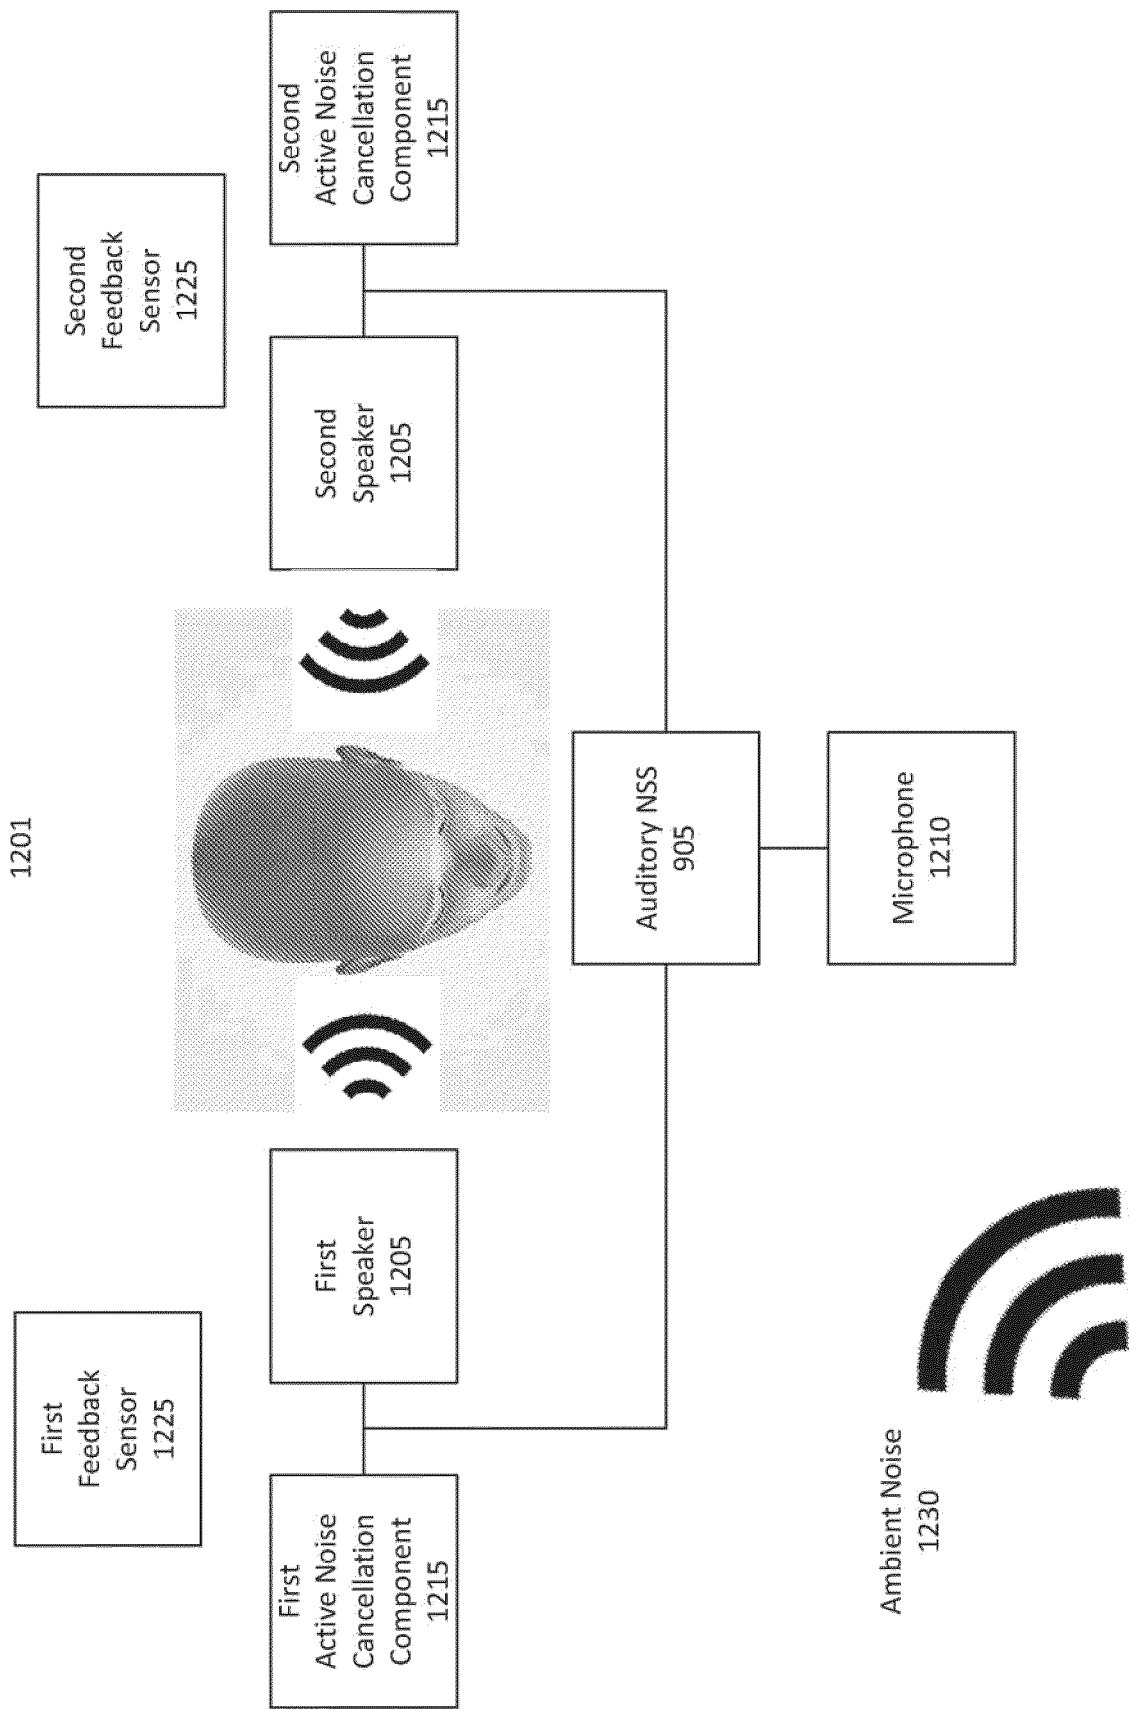 1201
First
Feedback
Sensor
1225
Second
Feedback
Sensor
1225
First
Active Noise
Cancellation
Component
1215
First
Speaker
1205
Second
Speaker
1205
Second
Active Noise
Cancellation
Component
1215
Auditory NSS
905
Microphone
1210
Ambient Noise
1230